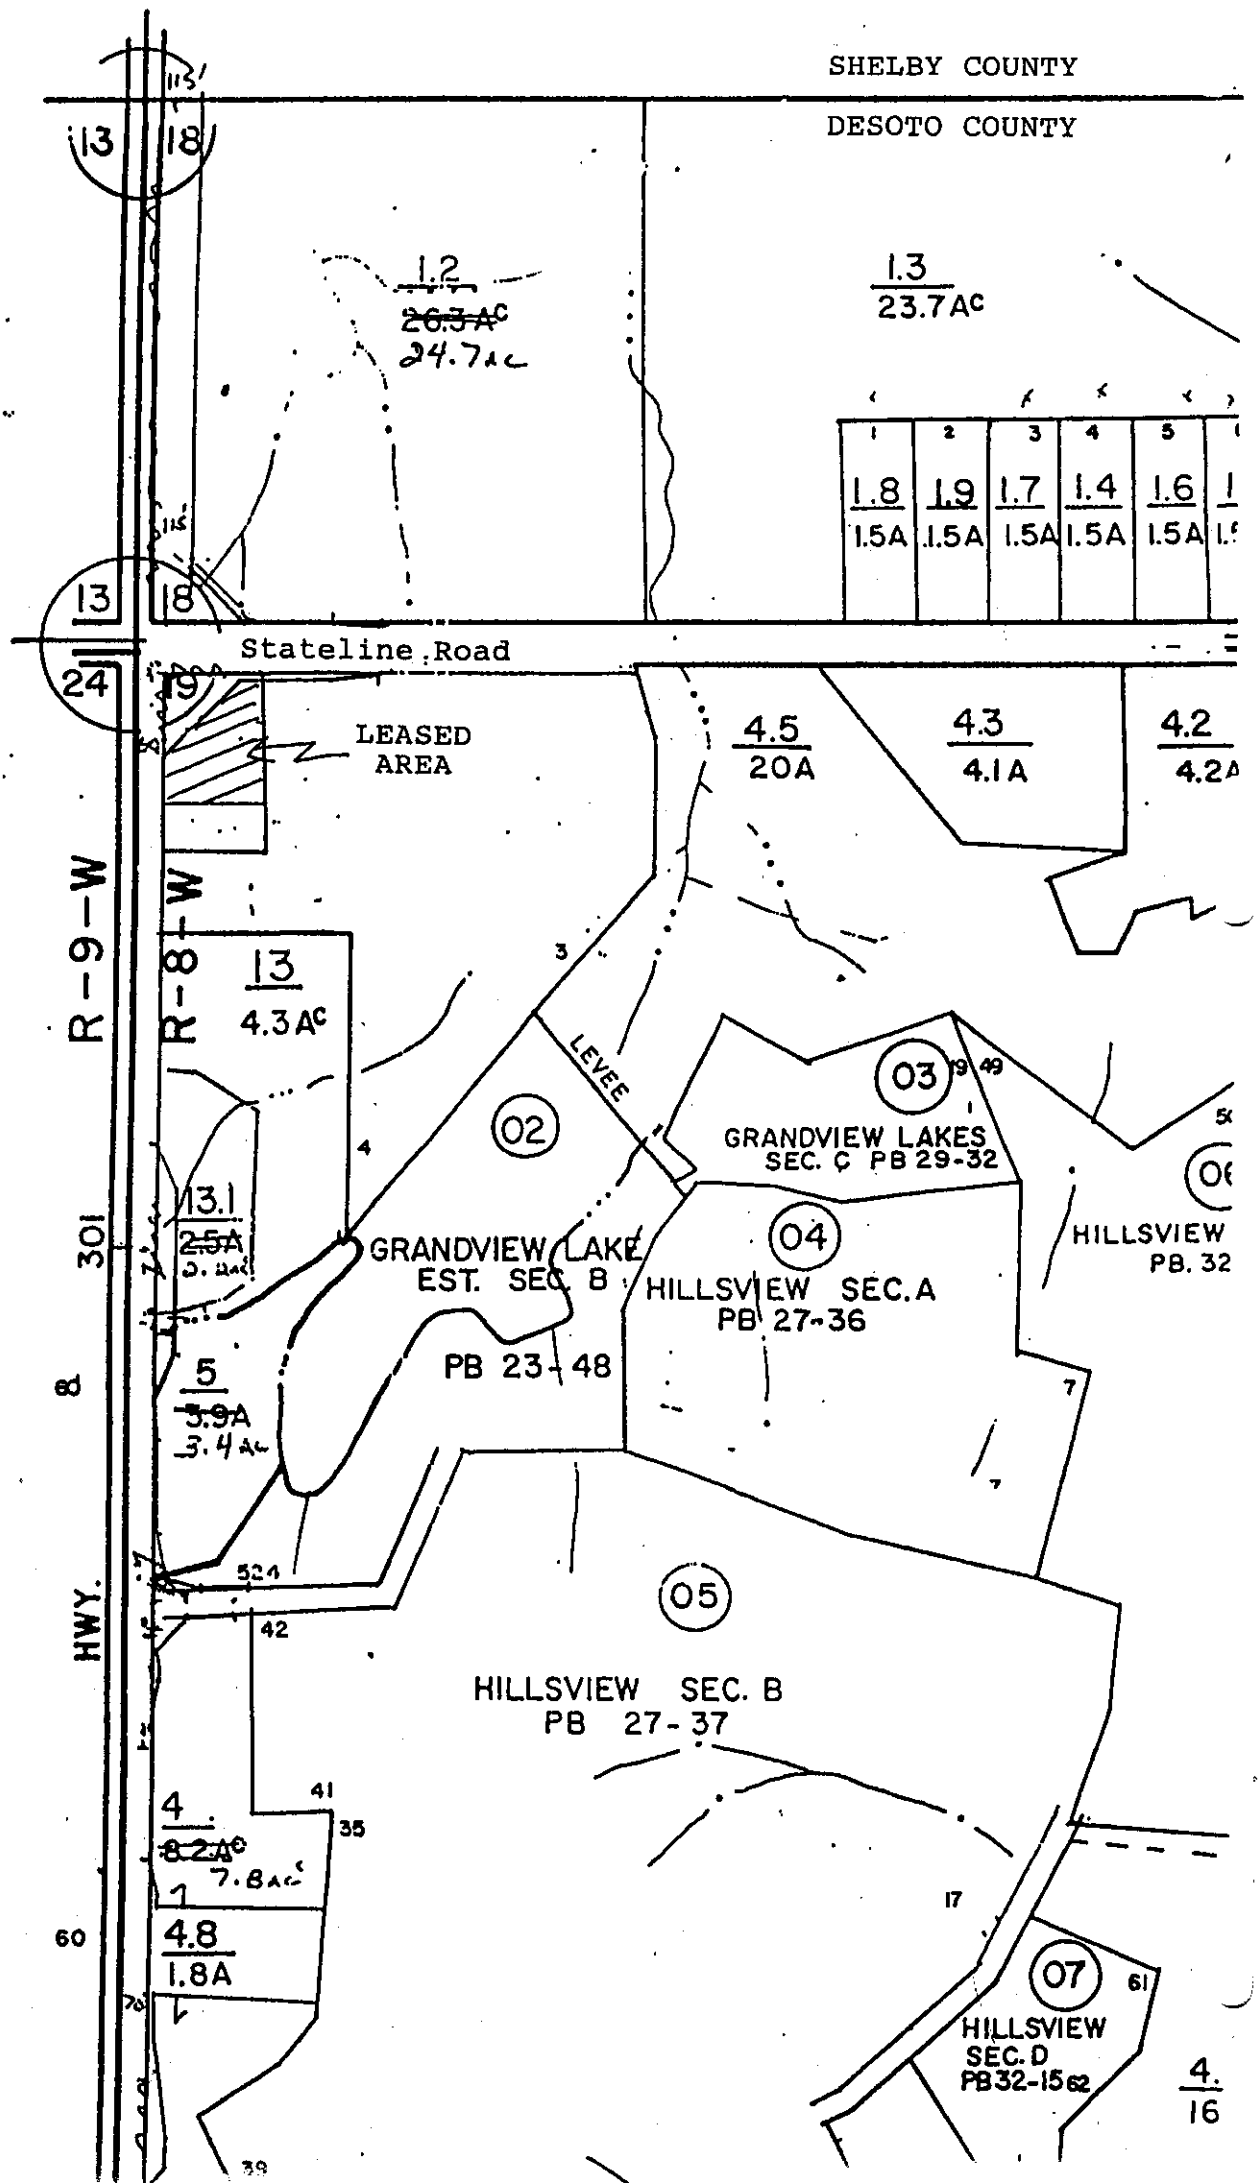 SHELBY COUNTY
DESOTO COUNTY
115'
13 18
1.2
26.3 AC
24.7 AC
1.3
23.7 AC
1 2 3 4 5
1.8 1.9 1.7 1.4 1.6
1.5A 1.5A 1.5A 1.5A 1.5A
115'
13 18
Stateline Road
24 19
LEASED
AREA
4.5
20A
4.3
4.1A
4.2
4.2A
R-9-W
R-8-W
3
13
4.3 AC
LEVEE
02
03
19 49
GRANDVIEW LAKES
SEC. C PB 29-32
4
13.1
2.5A
301
GRANDVIEW LAKE
EST. SEC. B
PB 23-48
04
HILLSVIEW SEC. A
PB 27-36
HILLSVIEW
PB. 32
5
3.9A
3.4 AC
7
7
HWY.
42
05
HILLSVIEW SEC. B
PB 27-37
41
35
4
8.2 AC
7.8 AC
17
60
4.8
1.8A
07
61
HILLSVIEW
SEC. D
PB 32-15 62
4.
16
39